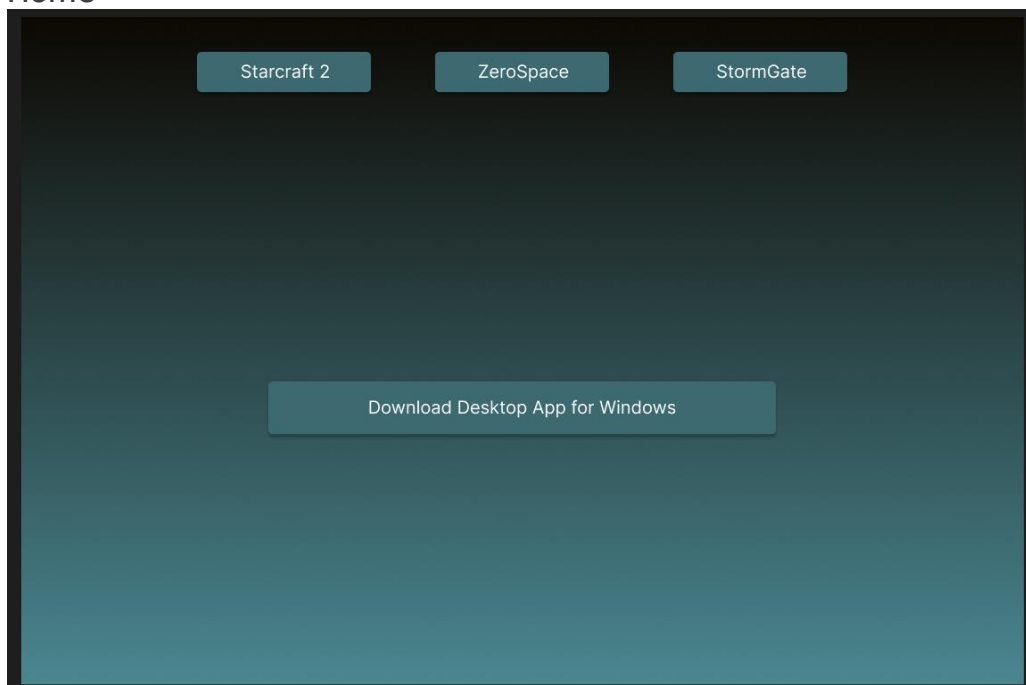 Home
Starcraft 2
ZeroSpace
StormGate
Download Desktop App for Windows